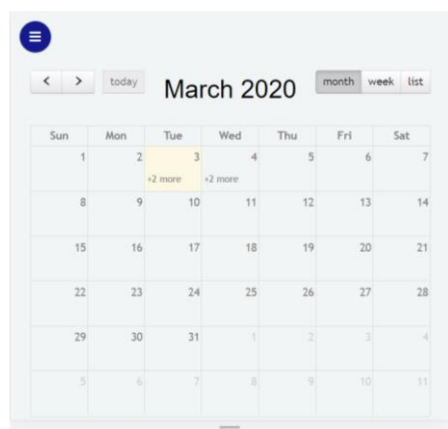 today March 2020 month week list
Sun Mon Tue Wed Thu Fri Sat
1 2 3 4 5 6 7
+2 more +2 more
8 9 10 11 12 13 14
15 16 17 18 19 20 21
22 23 24 25 26 27 28
29 30 31 1 2 3 4
5 6 7 8 9 10 11